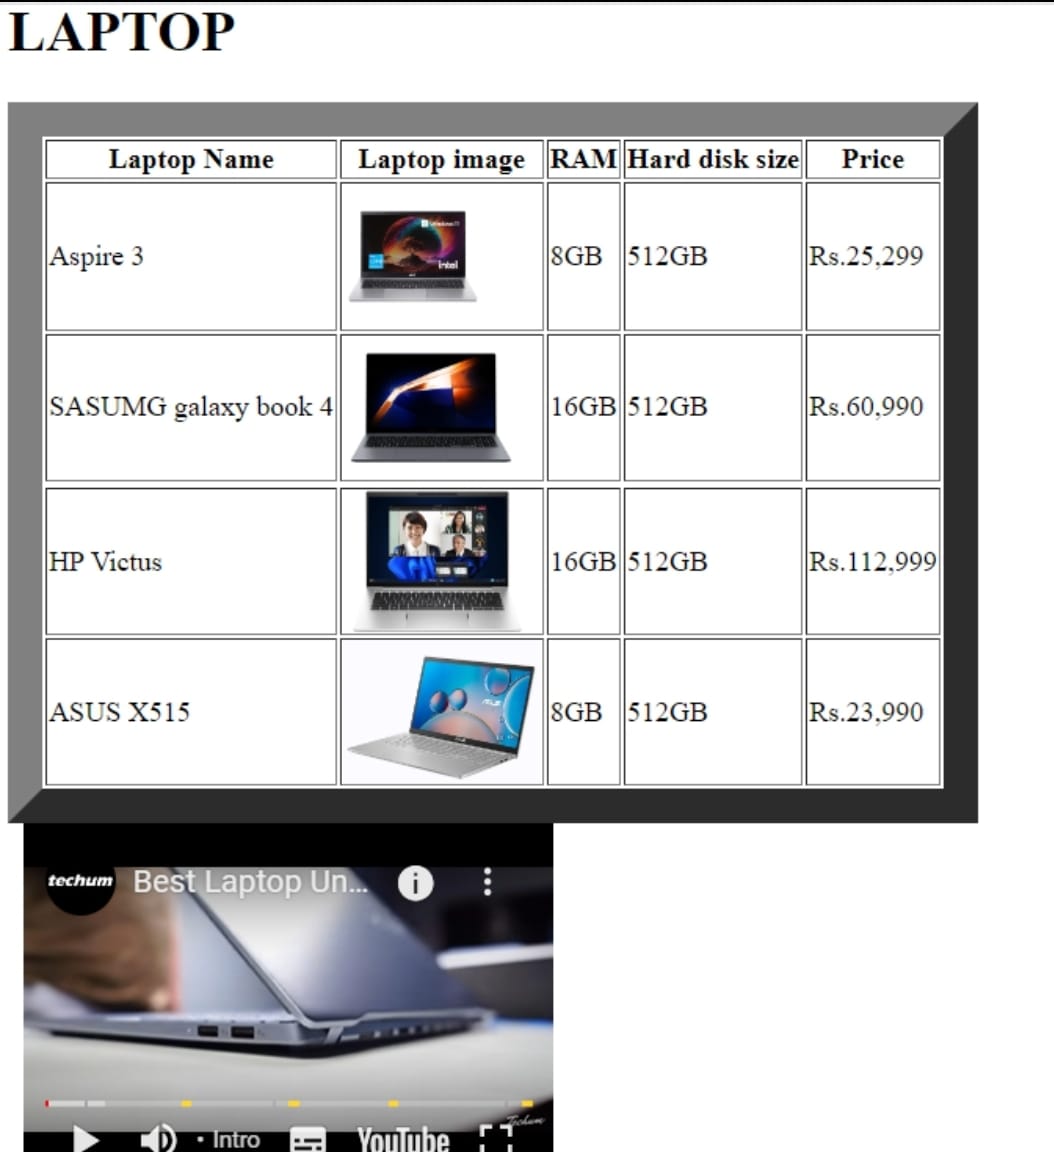 LAPTOP
Laptop Name Laptop image RAM Hard disk size Price
intel
Aspire 3 8GB 512GB Rs.25,299
SASUMG galaxy book 4 16GB 512GB Rs.60,990
HP Victus 16GB 512GB Rs.112,999
ASUS X515 8GB 512GB Rs.23,990
techum Best Laptop Un...
Techum
• Intro YouTube